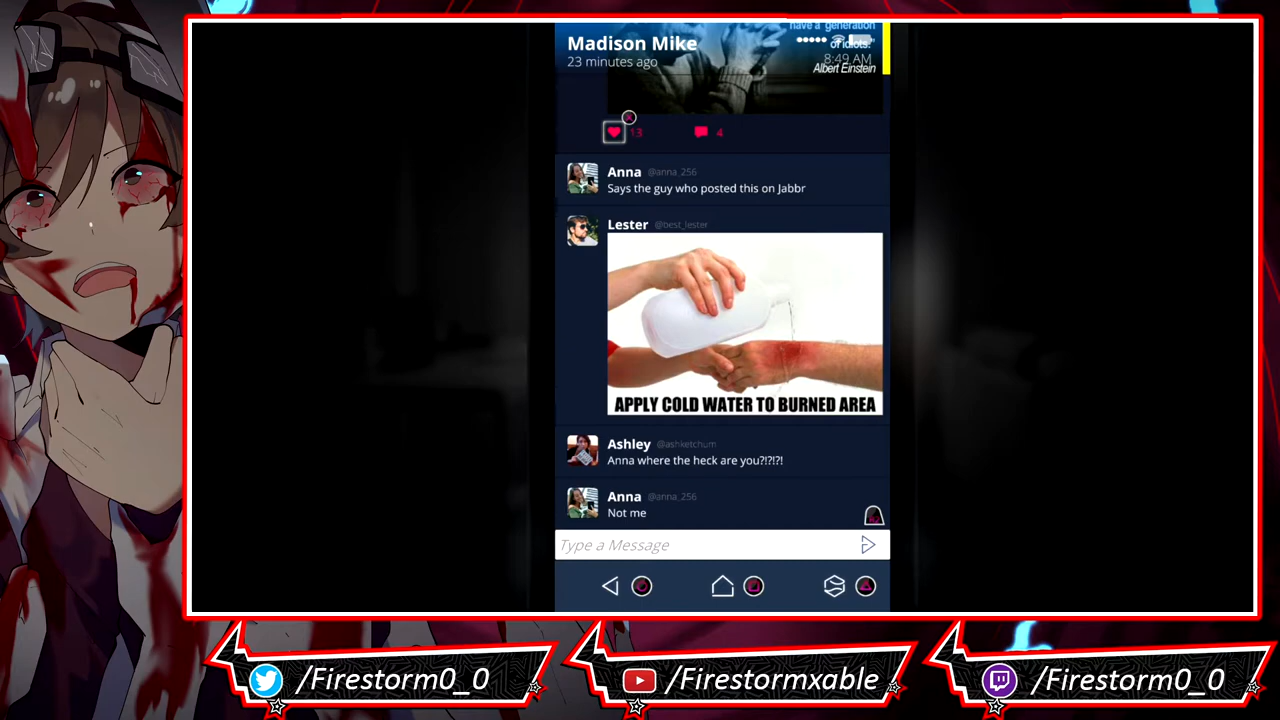 have a generation
Madison Mike
of idiots.
23 minutes ago
8:49 AM
Albert Einstein
13
4
Anna @anna_256
Says the guy who posted this on Jabbr
Lester @best_lester
APPLY COLD WATER TO BURNED AREA
Ashley @ashketchum
Anna where the heck are you?!?!?!
Anna @anna_256
Not me
Type a Message
/Firestorm0_0
/Firestormxable
/Firestorm0_0